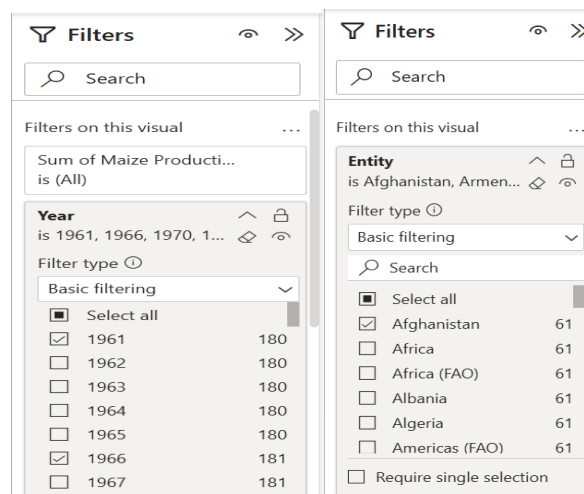 Filters
Search
Filters on this visual ...
Sum of Maize Producti...
is (All)
Year
is 1961, 1966, 1970, 1...
Filter type
Basic filtering
Select all
1961 180
1962 180
1963 180
1964 180
1965 180
1966 181
1967 181
Filters
Search
Filters on this visual ...
Entity
is Afghanistan, Armen...
Filter type
Basic filtering
Search
Select all
Afghanistan 61
Africa 61
Africa (FAO) 61
Albania 61
Algeria 61
Americas (FAO) 61
Require single selection